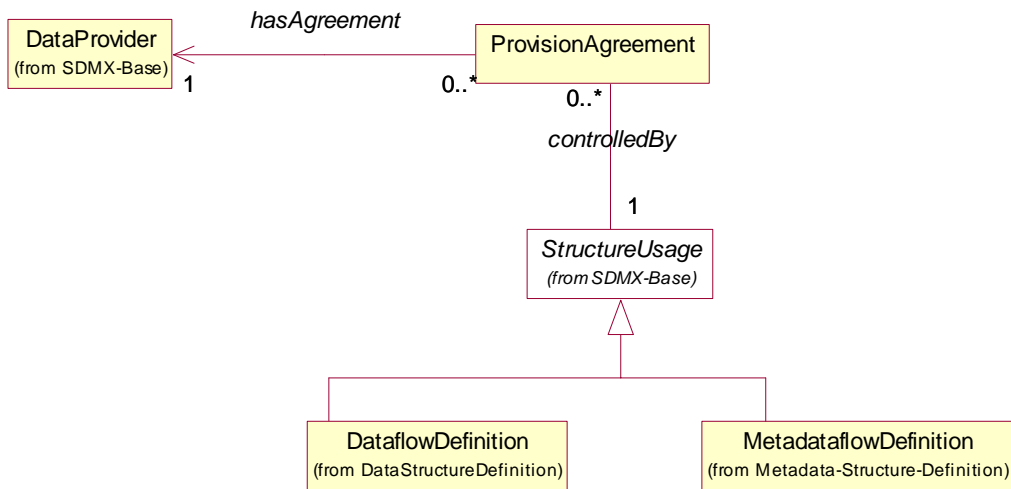 hasAgreement
DataProvider
(from SDMX-Base)
ProvisionAgreement
1
0..*
0..*
controlledBy
1
StructureUsage
(from SDMX-Base)
DataflowDefinition
(from DataStructureDefinition)
MetadataflowDefinition
(from Metadata-Structure-Definition)